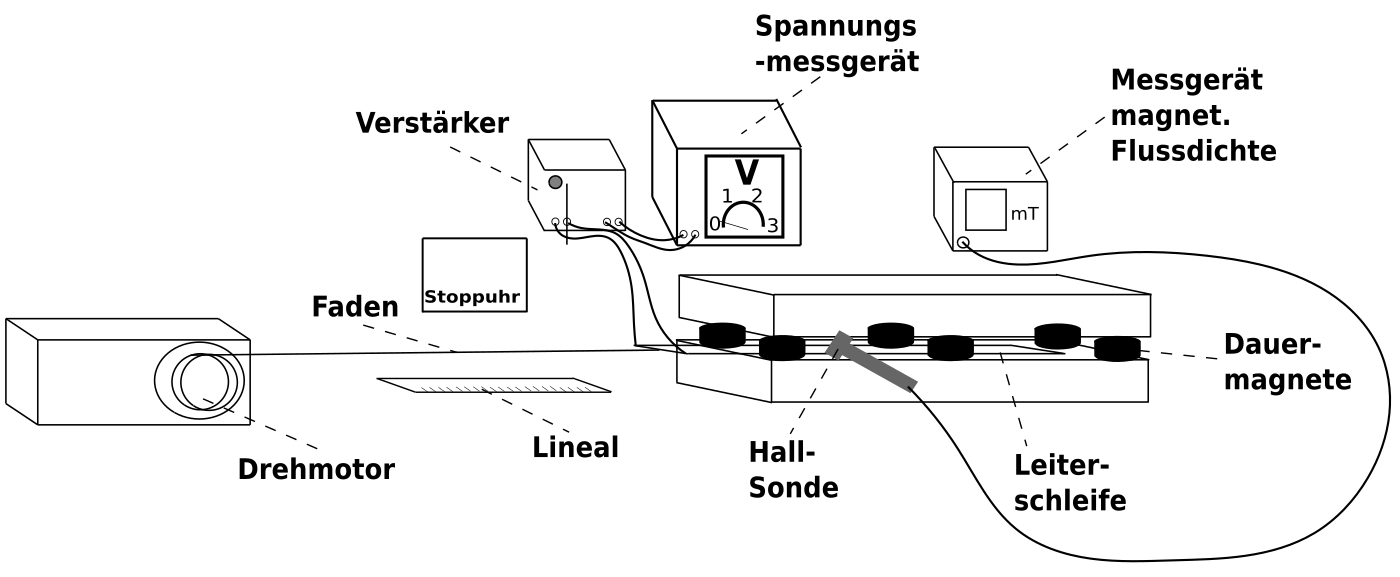 Spannungs
-messgerät
Messgerät
magnet.
Flussdichte
Verstärker
V
1 2
0 3
mT
Stoppuhr
Faden
Dauer-
magnete
Lineal
Drehmotor
Hall-
Sonde
Leiter-
schleife